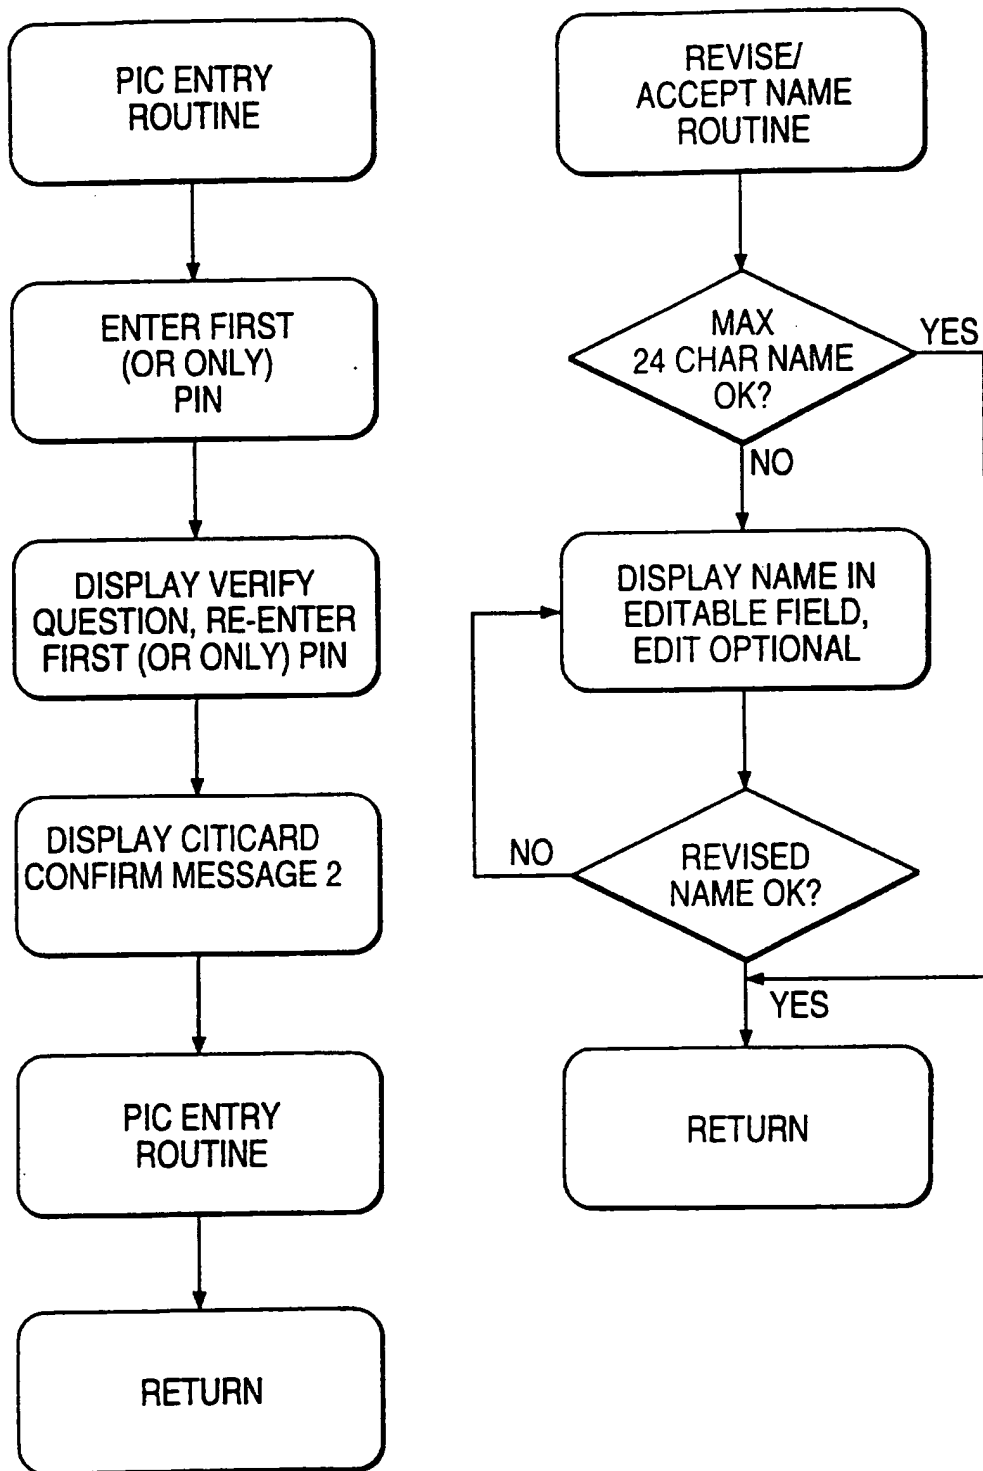 PIC ENTRY
ROUTINE
ENTER FIRST
(OR ONLY)
PIN
DISPLAY VERIFY
QUESTION, RE-ENTER
FIRST (OR ONLY) PIN
DISPLAY CITICARD
CONFIRM MESSAGE 2
PIC ENTRY
ROUTINE
RETURN
REVISE/
ACCEPT NAME
ROUTINE
MAX
24 CHAR NAME
OK?
YES
NO
DISPLAY NAME IN
EDITABLE FIELD,
EDIT OPTIONAL
NO
REVISED
NAME OK?
YES
RETURN